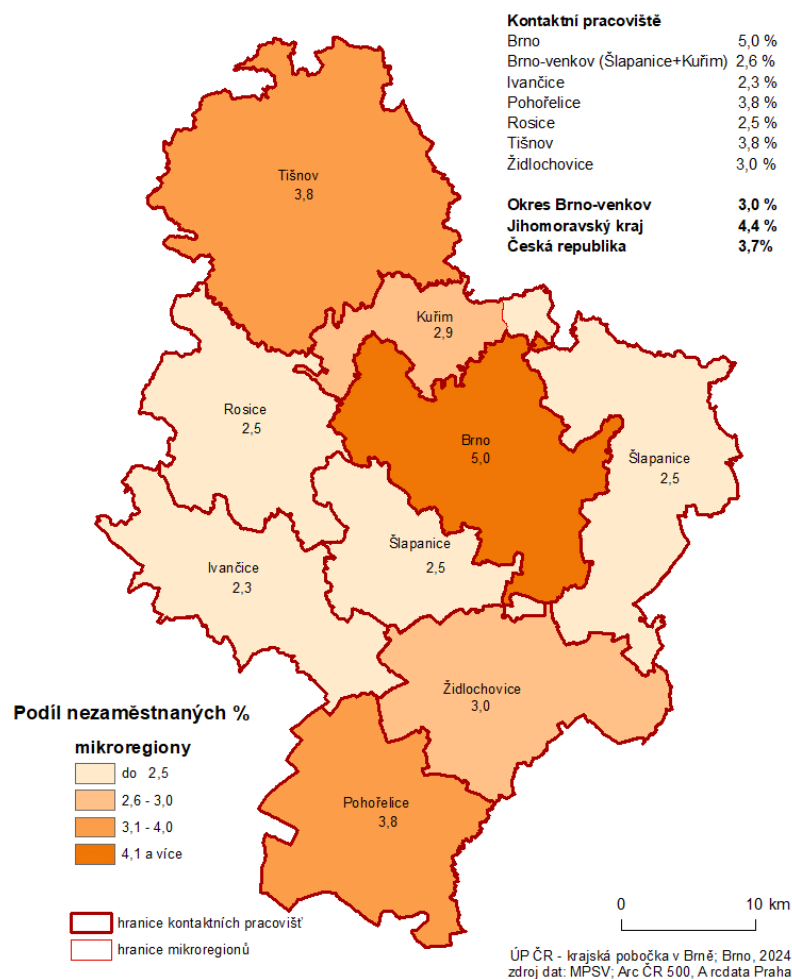 Kontaktní pracoviště
Brno 5,0 %
Brno-venkov (Šlapanice+Kuřim) 2,6 %
Ivančice 2,3 %
Pohořelice 3,8 %
Rosice 2,5 %
Tišnov 3,8 %
Židlochovice 3,0 %
Okres Brno-venkov 3,0 %
Jihomoravský kraj 4,4 %
Česká republika 3,7%
Tišnov
3,8
Kuřim
2,9
Rosice
2,5
Brno
5,0
Šlapanice
2,5
Šlapanice
2,5
Ivančice
2,3
Židlochovice
3,0
Pohořelice
3,8
Podíl nezaměstnaných %
mikroregiony
do 2,5
2,6 - 3,0
3,1 - 4,0
4,1 a více
hranice kontaktních pracovišť
hranice mikroregionů
0 10 km
ÚP ČR - krajská pobočka v Brně; Brno, 2024
zdroj dat: MPSV; Arc ČR 500, A rcdata Praha